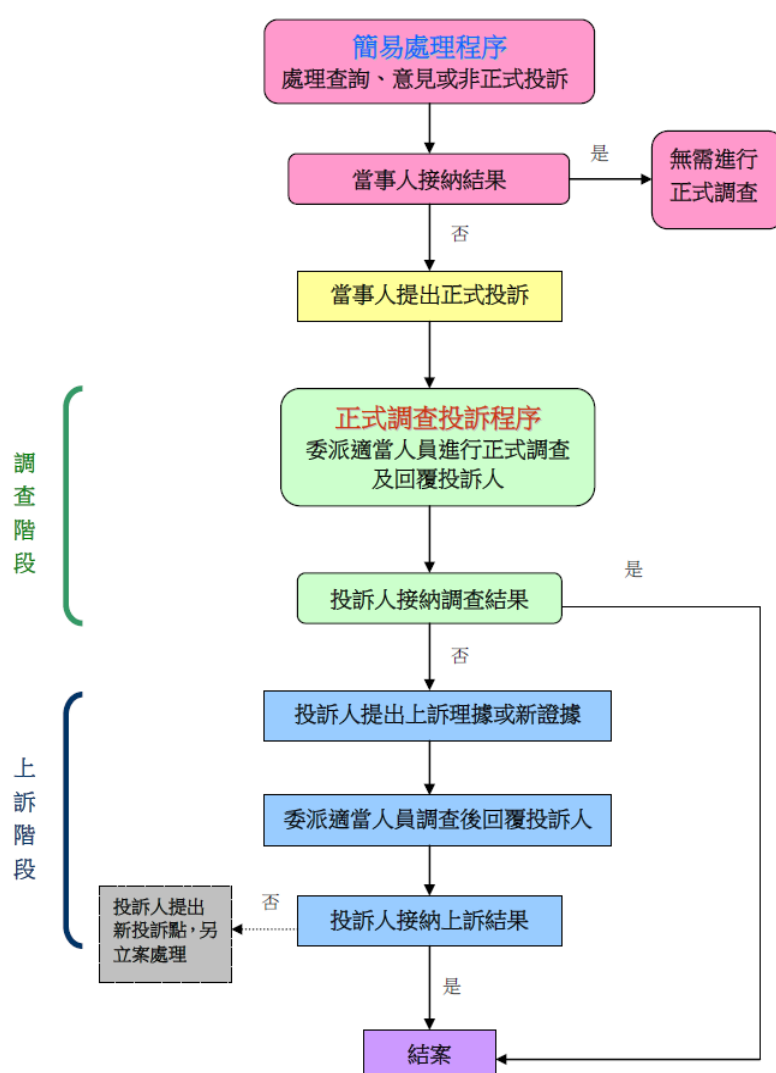 簡易處理程序
處理查詢、意見或非正式投訴
當事人接納結果
是
無需進行
正式調查
否
當事人提出正式投訴
調查階段
正式調查投訴程序
委派適當人員進行正式調查
及回覆投訴人
投訴人接納調查結果
是
否
上訴階段
投訴人提出上訴理據或新證據
委派適當人員調查後回覆投訴人
投訴人接納上訴結果
否
投訴人提出
新投訴點，另
立案處理
是
結案